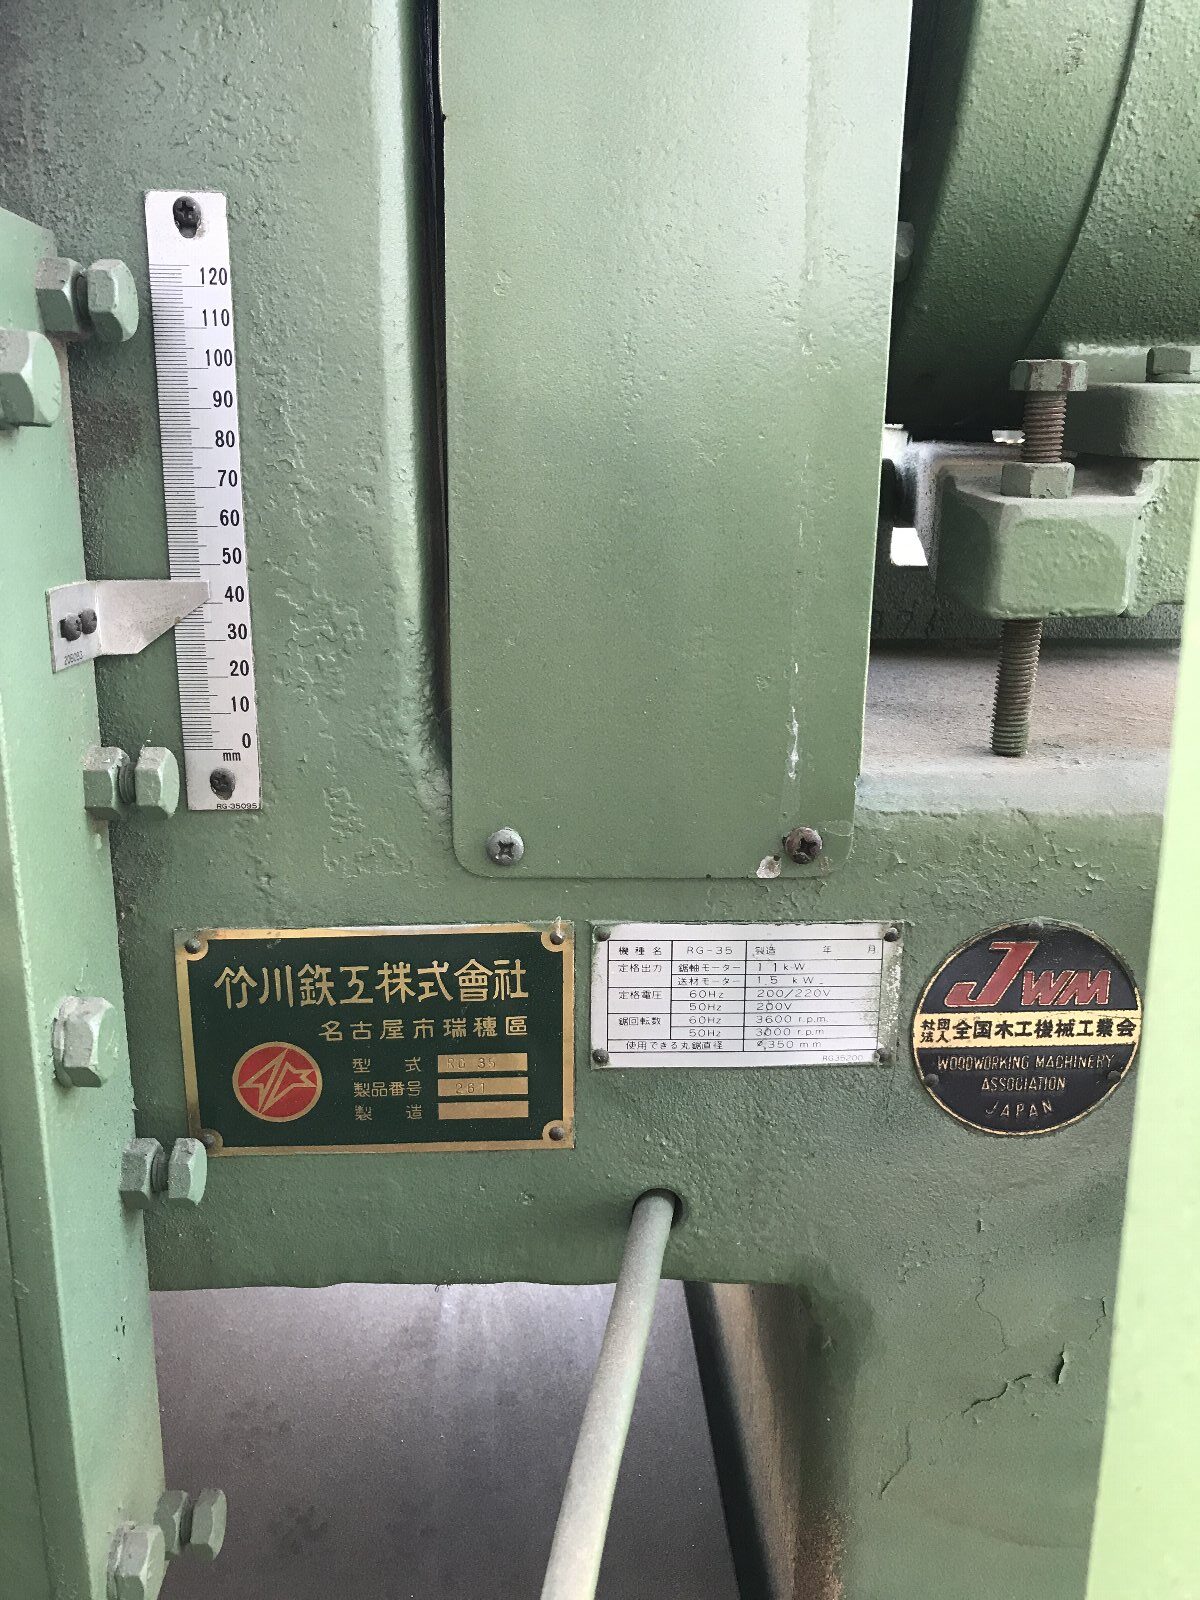 120
110
100
90
80
70
60
50
40
30
20
10
0
mm
RG-35095
竹川鉄工株式會社
名古屋市瑞穂區
型 式 RG 35
製品番号 261
製 造
機種名 RG-35 製造 年 月
定格出力 鋸軸モーター 11kW
送材モーター 1.5 kW
定格電圧 60Hz 200/220V
50Hz 200V
鋸回転数 60Hz 3600 r.p.m.
50Hz 3000 r.p.m
使用できる丸鋸直径 φ350mm
RG35200
JWM
社団法人 全国木工機械工業会
WOODWORKING MACHINERY
ASSOCIATION
JAPAN